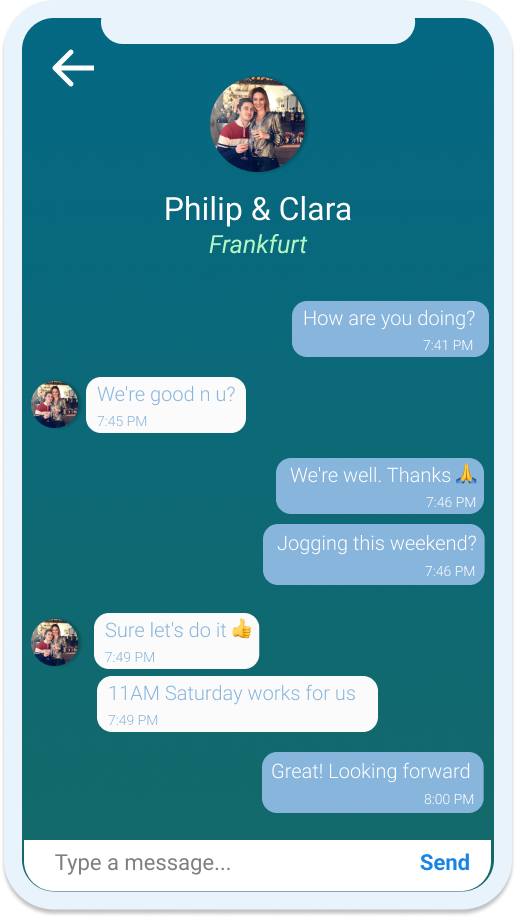 Philip & Clara
Frankfurt
How are you doing?
7:41 PM
We're good n u?
7:45 PM
We're well. Thanks 🙏
7:46 PM
Jogging this weekend?
7:46 PM
Sure let's do it 👍
7:49 PM
11AM Saturday works for us
7:49 PM
Great! Looking forward
8:00 PM
Type a message...
Send